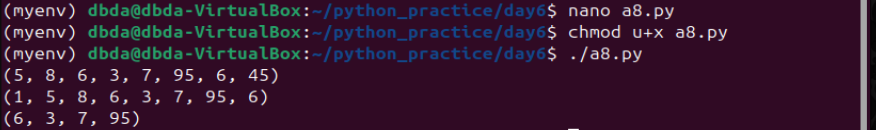 (myenv) dbda@dbda-VirtualBox:~/python_practice/day6$ nano a8.py
(myenv) dbda@dbda-VirtualBox:~/python_practice/day6$ chmod u+x a8.py
(myenv) dbda@dbda-VirtualBox:~/python_practice/day6$ ./a8.py
(5, 8, 6, 3, 7, 95, 6, 45)
(1, 5, 8, 6, 3, 7, 95, 6)
(6, 3, 7, 95)